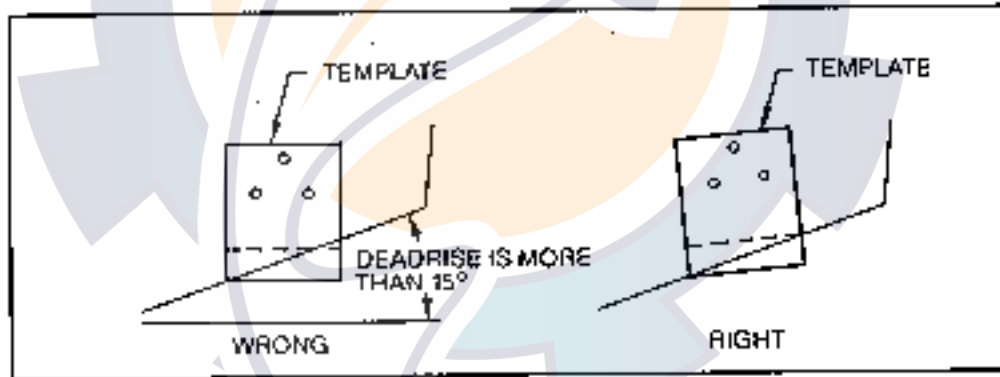 TEMPLATE
DEADRISE IS MORE
THAN 15°
WRONG
TEMPLATE
RIGHT